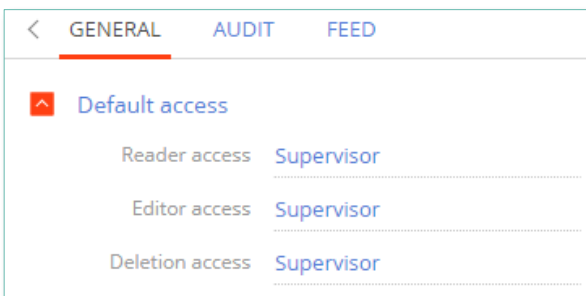 GENERAL AUDIT FEED
Default access
Reader access Supervisor
Editor access Supervisor
Deletion access Supervisor